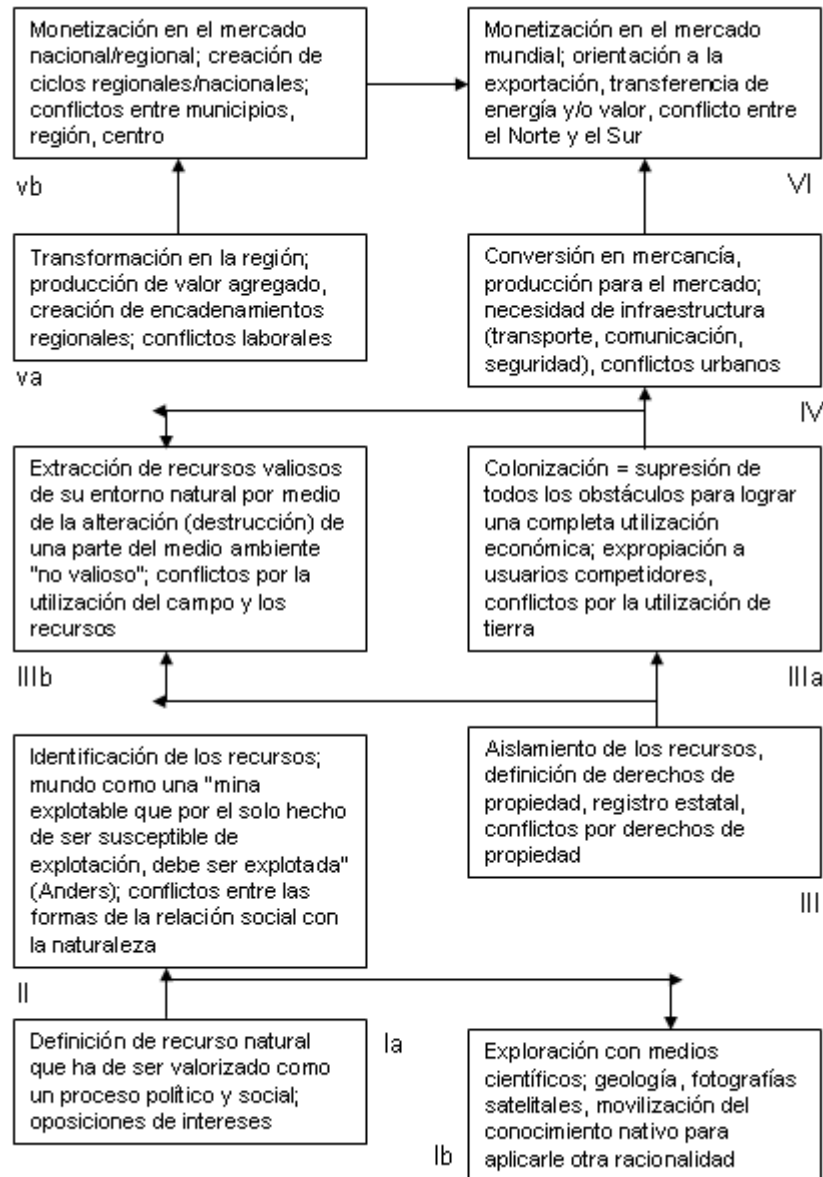 Monetización en el mercado
nacional/regional; creación de
ciclos regionales/nacionales;
conflictos entre municipios,
región, centro
vb
Monetización en el mercado
mundial; orientación a la
exportación, transferencia de
energía y/o valor, conflicto entre
el Norte y el Sur
VI
Transformación en la región;
producción de valor agregado,
creación de encadenamientos
regionales; conflictos laborales
va
Conversión en mercancía,
producción para el mercado;
necesidad de infraestructura
(transporte, comunicación,
seguridad), conflictos urbanos
IV
Extracción de recursos valiosos
de su entorno natural por medio
de la alteración (destrucción) de
una parte del medio ambiente
"no valioso"; conflictos por la
utilización del campo y los
recursos
IIIb
Colonización = supresión de
todos los obstáculos para lograr
una completa utilización
económica; expropiación a
usuarios competidores,
conflictos por la utilización de
tierra
IIIa
Identificación de los recursos;
mundo como una "mina
explotable que por el solo hecho
de ser susceptible de
explotación, debe ser explotada"
(Anders); conflictos entre las
formas de la relación social con
la naturaleza
II
Aislamiento de los recursos,
definición de derechos de
propiedad, registro estatal,
conflictos por derechos de
propiedad
III
Definición de recurso natural
que ha de ser valorizado como
un proceso político y social;
oposiciones de intereses
Ia
Exploración con medios
científicos; geología, fotografías
satelitales, movilización del
conocimiento nativo para
aplicarle otra racionalidad
Ib